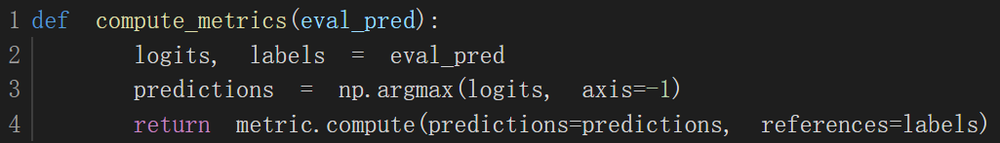 1 def compute_metrics(eval_pred):
2 logits, labels = eval_pred
3 predictions = np.argmax(logits, axis=-1)
4 return metric.compute(predictions=predictions, references=labels)